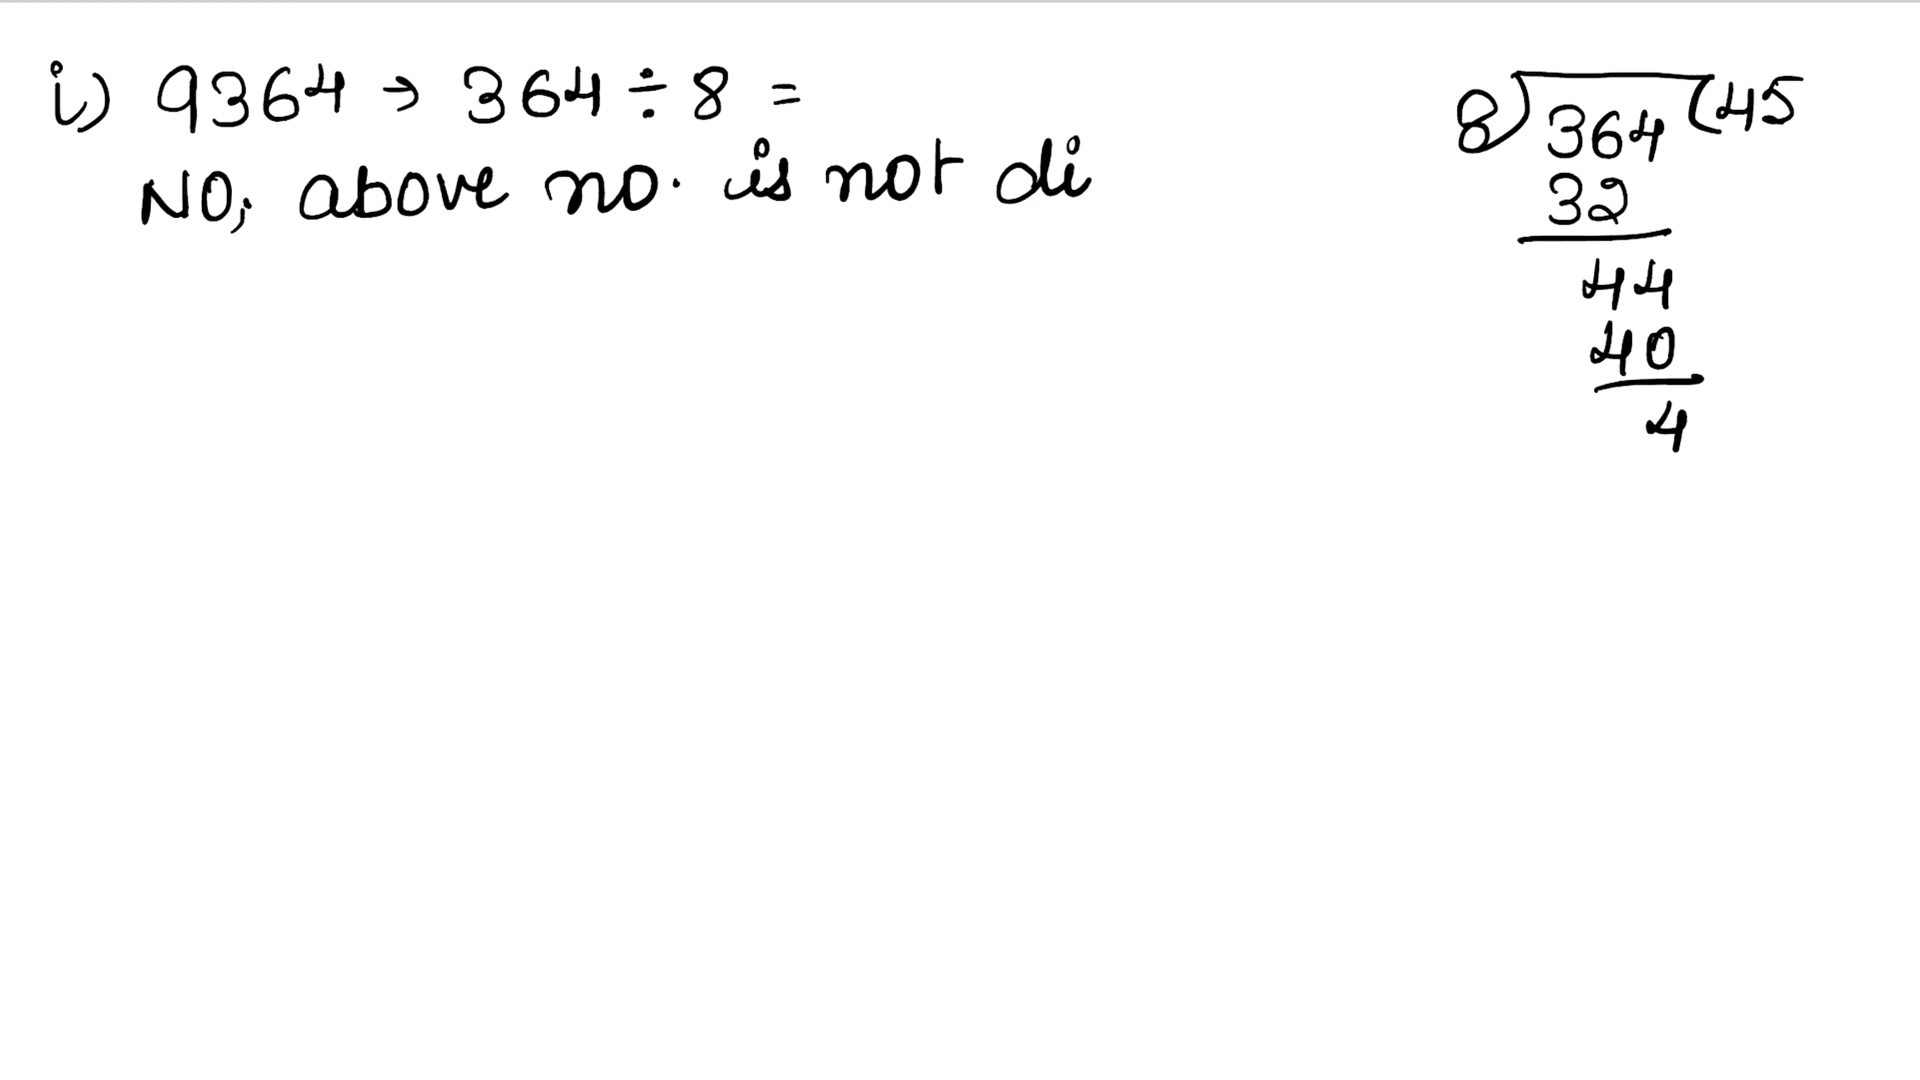 i) 9364 → 364 ÷ 8 =
NO, above no. is not di
8)364(45
32
44
40
4